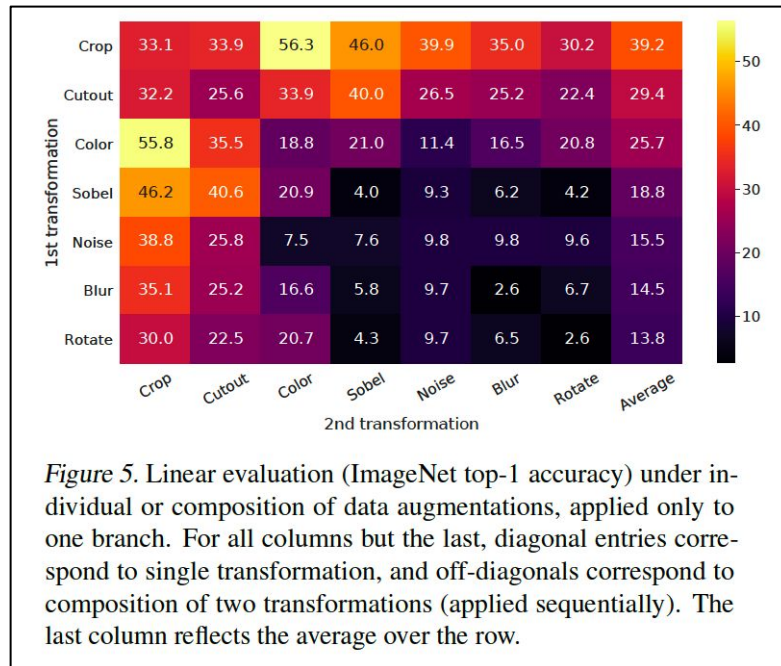 Crop 33.1 33.9 56.3 46.0 39.9 35.0 30.2 39.2
Cutout 32.2 25.6 33.9 40.0 26.5 25.2 22.4 29.4
Color 55.8 35.5 18.8 21.0 11.4 16.5 20.8 25.7
Sobel 46.2 40.6 20.9 4.0 9.3 6.2 4.2 18.8
Noise 38.8 25.8 7.5 7.6 9.8 9.8 9.6 15.5
Blur 35.1 25.2 16.6 5.8 9.7 2.6 6.7 14.5
Rotate 30.0 22.5 20.7 4.3 9.7 6.5 2.6 13.8
1st transformation
Crop Cutout Color Sobel Noise Blur Rotate Average
2nd transformation
50
40
30
20
10
Figure 5. Linear evaluation (ImageNet top-1 accuracy) under in-
dividual or composition of data augmentations, applied only to
one branch. For all columns but the last, diagonal entries corre-
spond to single transformation, and off-diagonals correspond to
composition of two transformations (applied sequentially). The
last column reflects the average over the row.